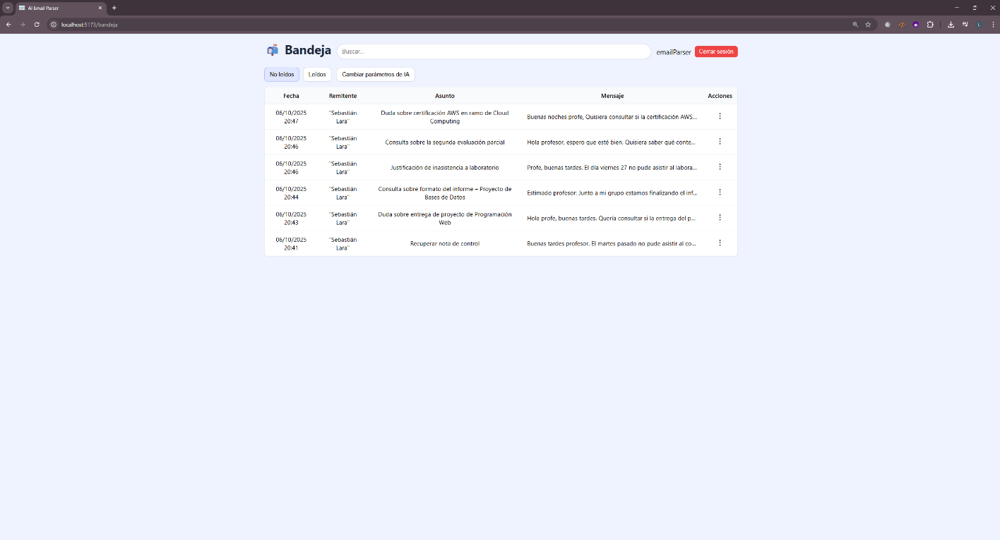 AI Email Parser
localhost:5173/bandeja
Bandeja
Buscar...
emailParser
Cerrar sesión
No leídos
Leídos
Cambiar parámetros de IA
Fecha Remitente Asunto Mensaje Acciones
06/10/2025 20:47 "Sebastián Lara" Duda sobre certificación AWS en ramo de Cloud Computing Buenas noches profe, Quisiera consultar si la certificación AWS...
06/10/2025 20:46 "Sebastián Lara" Consulta sobre la segunda evaluación parcial Hola profesor, espero que esté bien. Quisiera saber qué conte...
06/10/2025 20:46 "Sebastián Lara" Justificación de inasistencia a laboratorio Profe, buenas tardes. El día viernes 27 no pude asistir al labora...
06/10/2025 20:44 "Sebastián Lara" Consulta sobre formato del informe – Proyecto de Bases de Datos Estimado profesor: Junto a mi grupo estamos finalizando el inf...
06/10/2025 20:43 "Sebastián Lara" Duda sobre entrega de proyecto de Programación Web Hola profe, buenas tardes. Quería consultar si la entrega del p...
06/10/2025 20:41 "Sebastián Lara" Recuperar nota de control Buenas tardes profesor. El martes pasado no pude asistir al co...